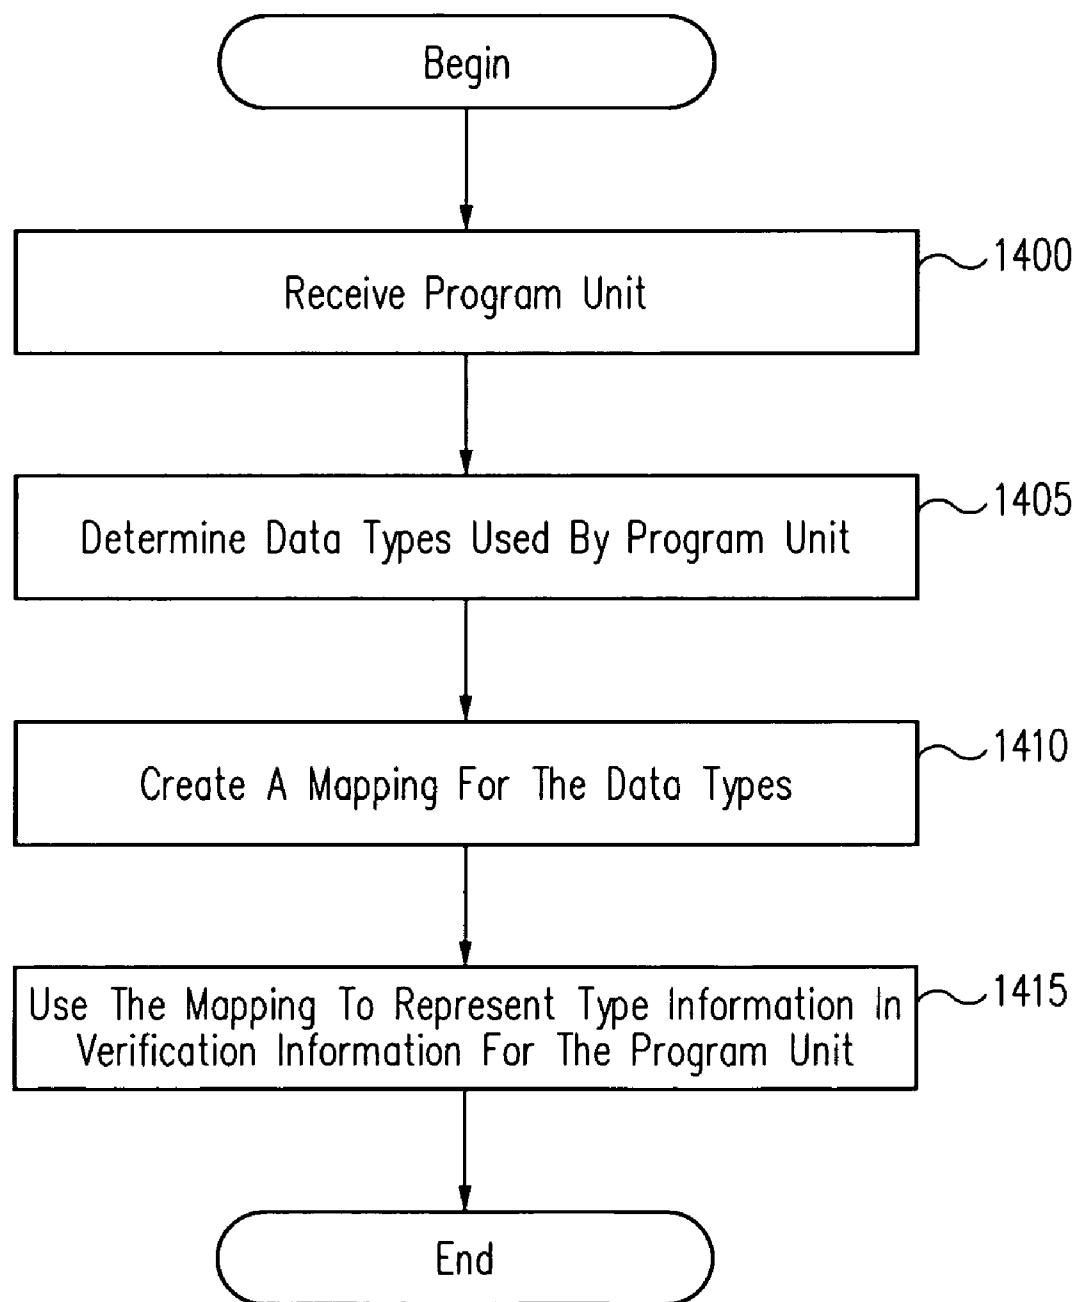 Begin
Receive Program Unit
1400
Determine Data Types Used By Program Unit
1405
Create A Mapping For The Data Types
1410
Use The Mapping To Represent Type Information In
Verification Information For The Program Unit
1415
End